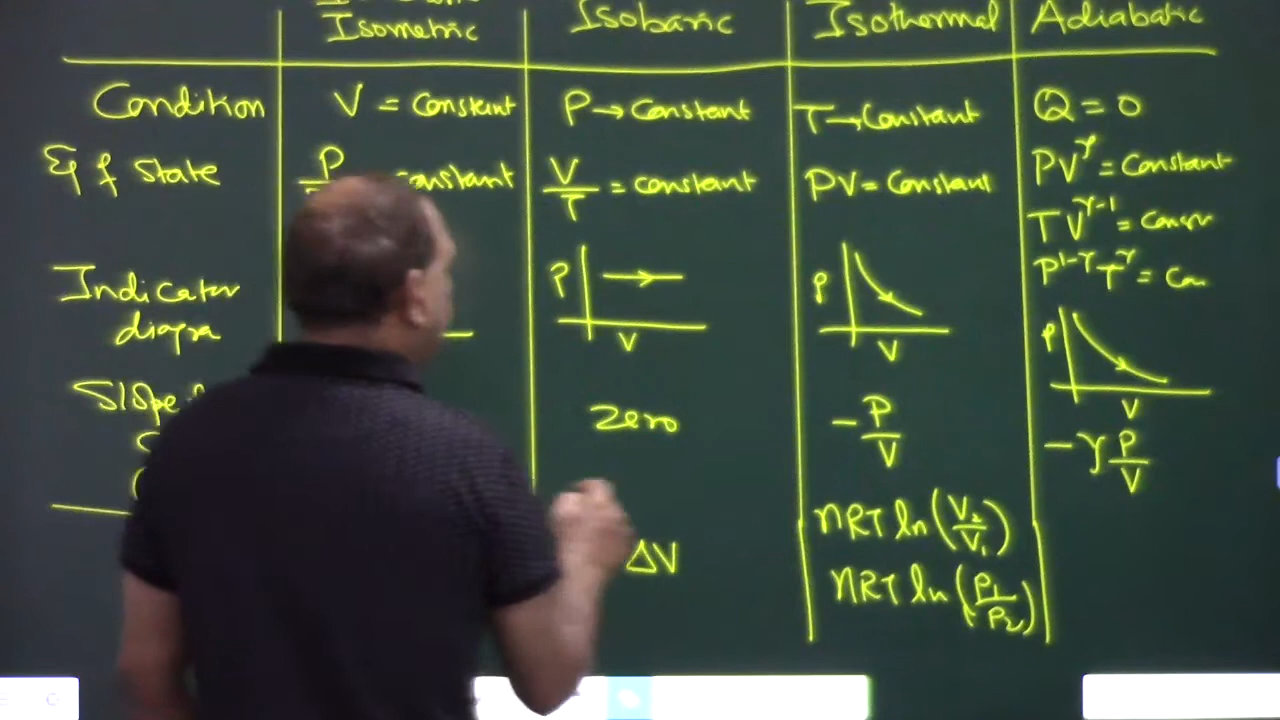 Isometric Isobaric Isothermal Adiabatic
Condition V = Constant P → Constant T → Constant Q = 0
Eq f State P = constant V/T = constant PV = Constant PV^γ = Constant
TV^γ-1 = Const
P^1-γ T^γ = Con
Indicator diagra P V P V P V
Slope zero - P/V - γ P/V
ΔV nRT ln (V₂/V₁)
nRT ln (P₁/P₂)